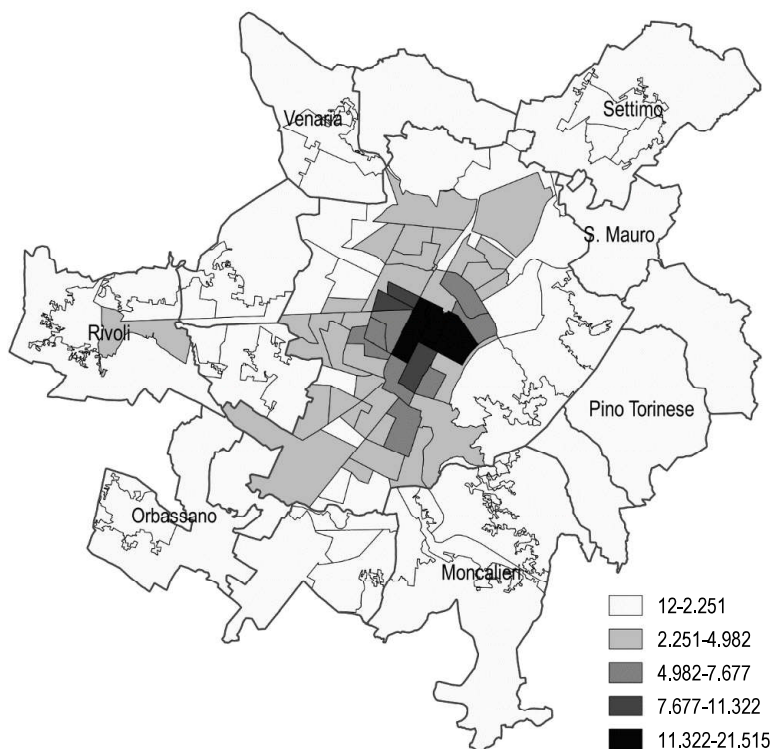 Venaria
Settimo
S. Mauro
Rivoli
Pino Torinese
Orbassano
Moncalieri
12-2.251
2.251-4.982
4.982-7.677
7.677-11.322
11.322-21.515